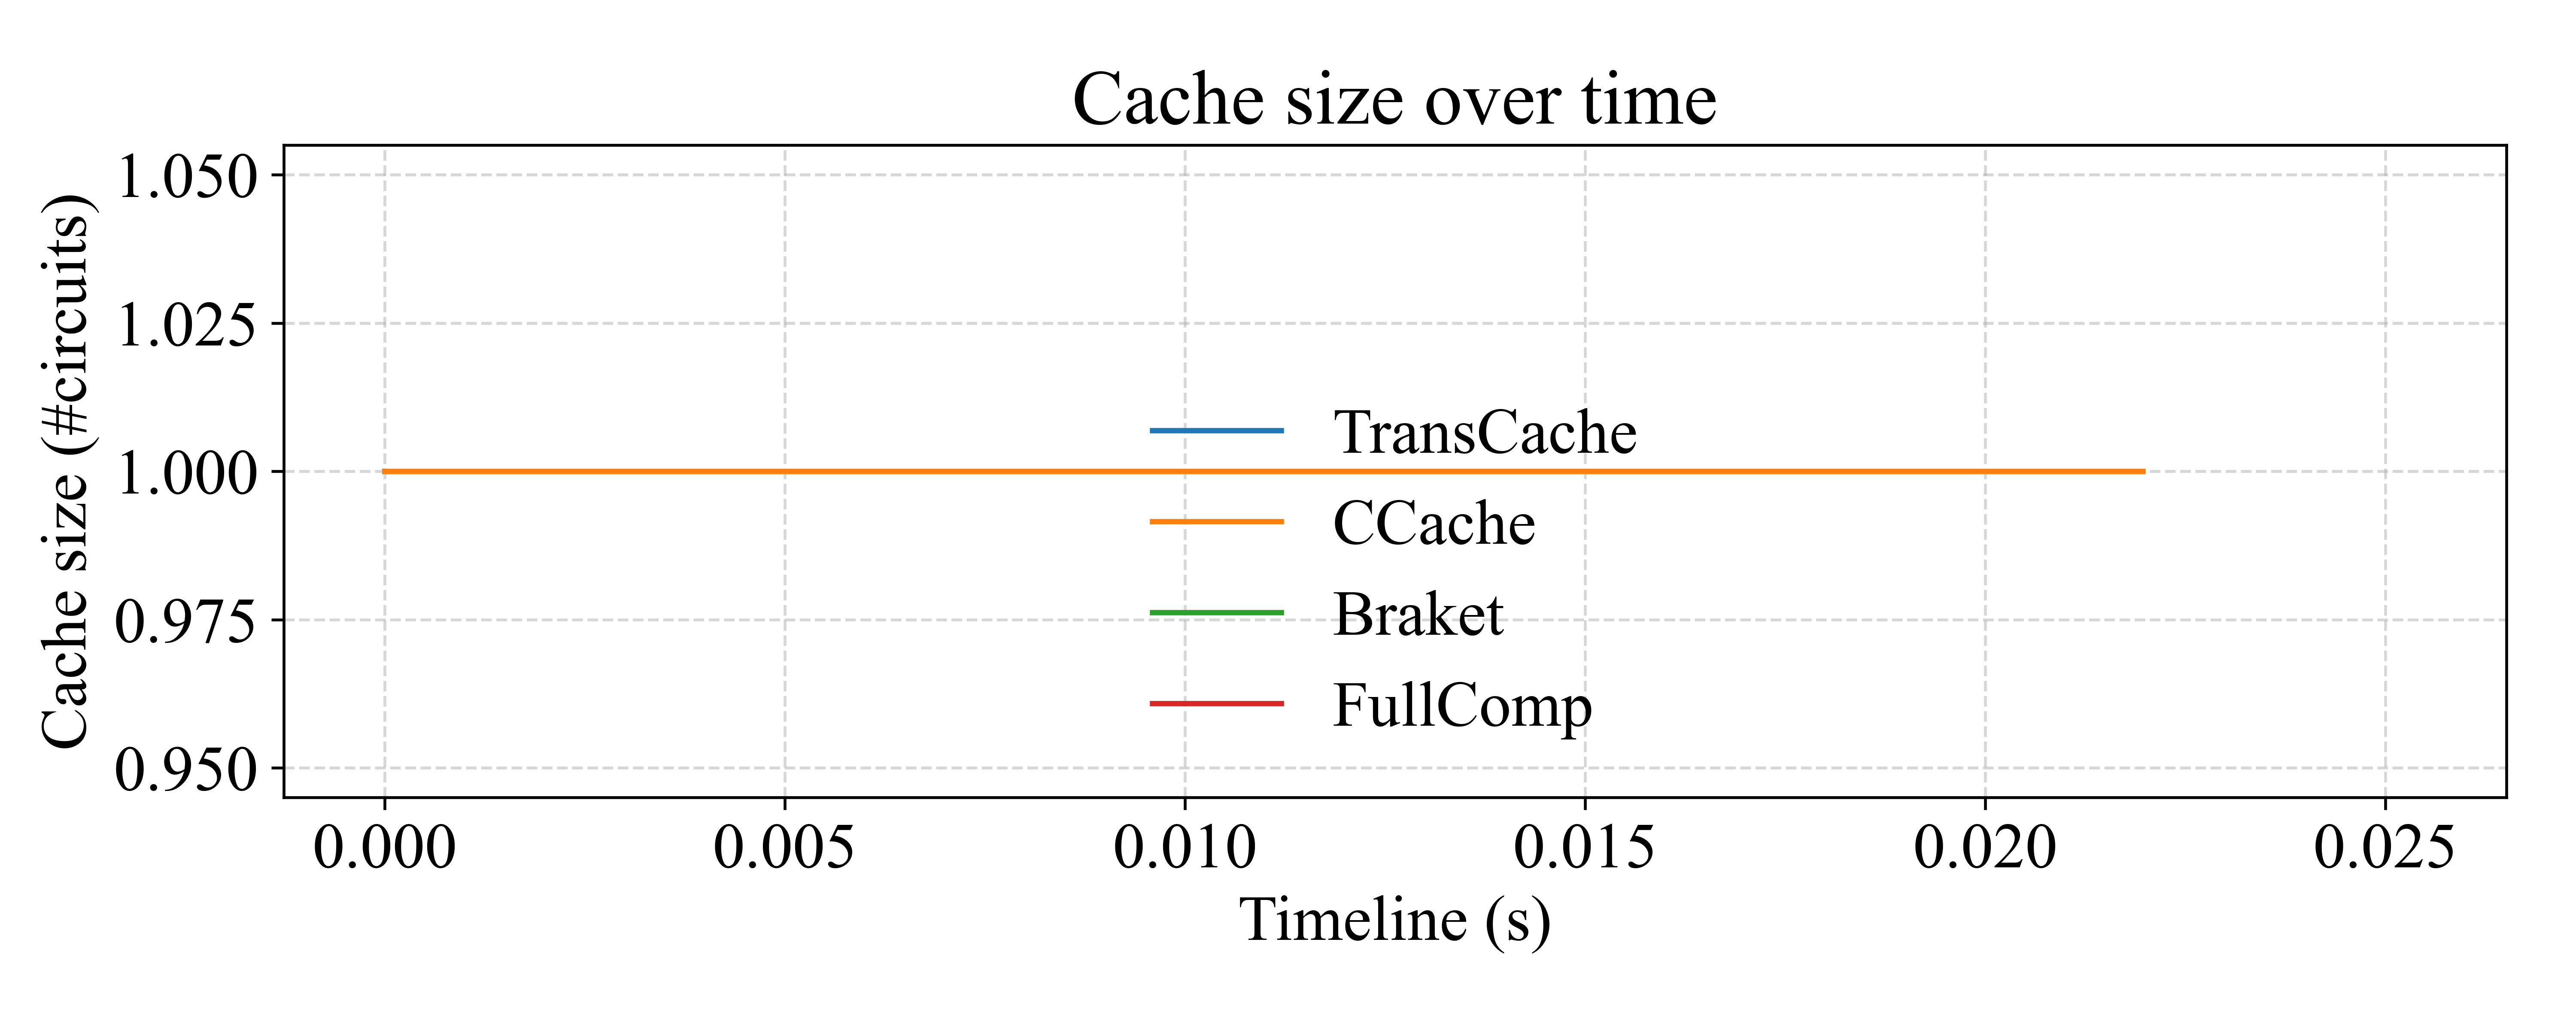 Cache size over time
Cache size (#circuits)
1.050
1.025
1.000
0.975
0.950
TransCache
CCache
Braket
FullComp
0.000 0.005 0.010 0.015 0.020 0.025
Timeline (s)